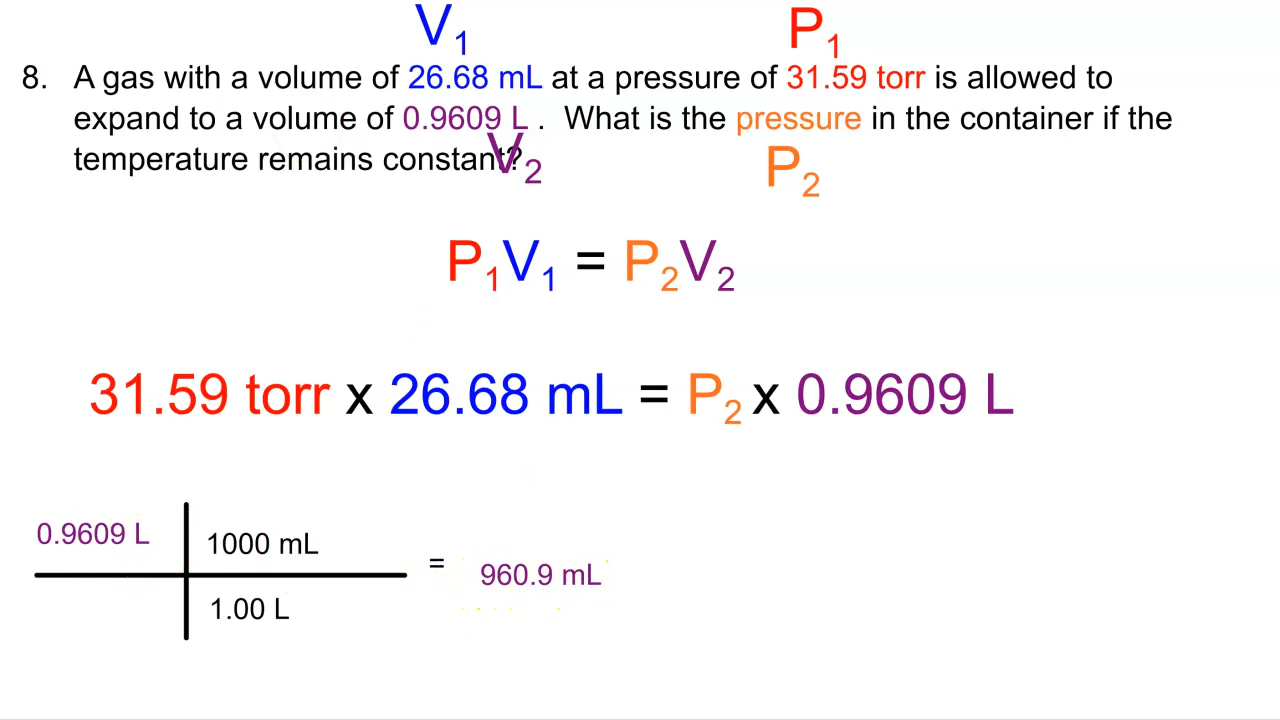 V1 P1
8. A gas with a volume of 26.68 mL at a pressure of 31.59 torr is allowed to
expand to a volume of 0.9609 L . What is the pressure in the container if the
temperature remains constant?
V2 P2
P1V1 = P2V2
31.59 torr x 26.68 mL = P2 x 0.9609 L
0.9609 L 1000 mL
= 960.9 mL
1.00 L